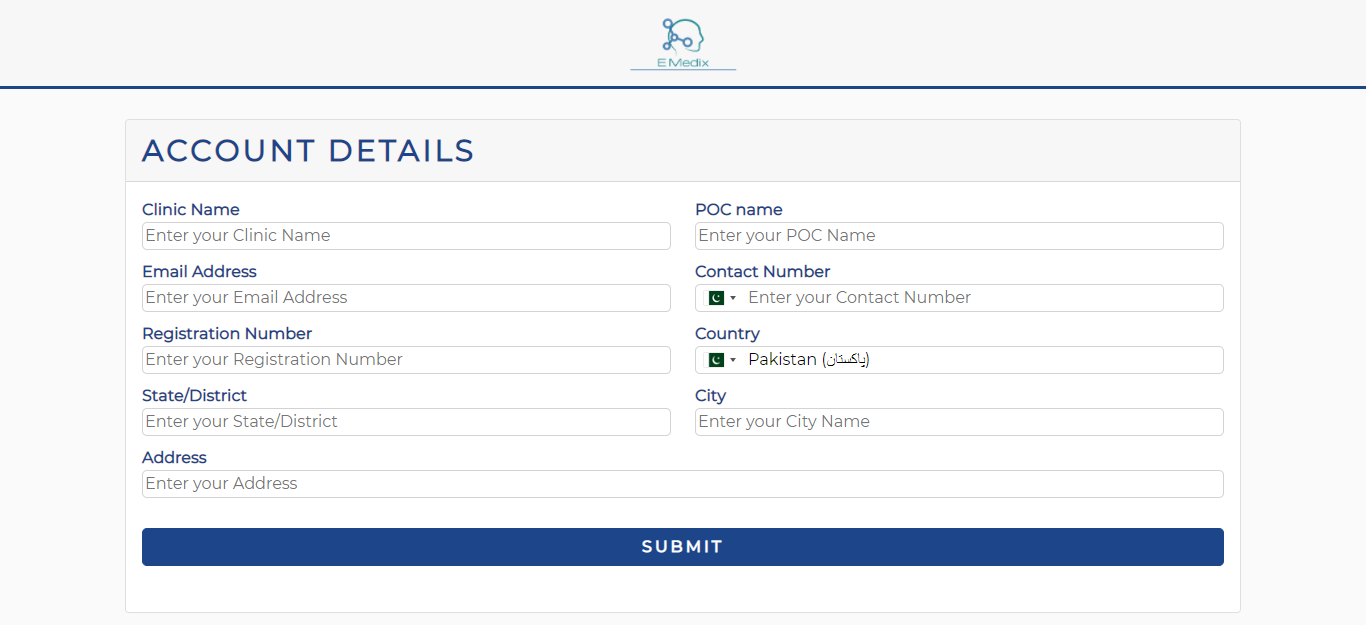 E Medix
ACCOUNT DETAILS
Clinic Name
Enter your Clinic Name
POC name
Enter your POC Name
Email Address
Enter your Email Address
Contact Number
Enter your Contact Number
Registration Number
Enter your Registration Number
Country
Pakistan (پاکستان)
State/District
Enter your State/District
City
Enter your City Name
Address
Enter your Address
SUBMIT